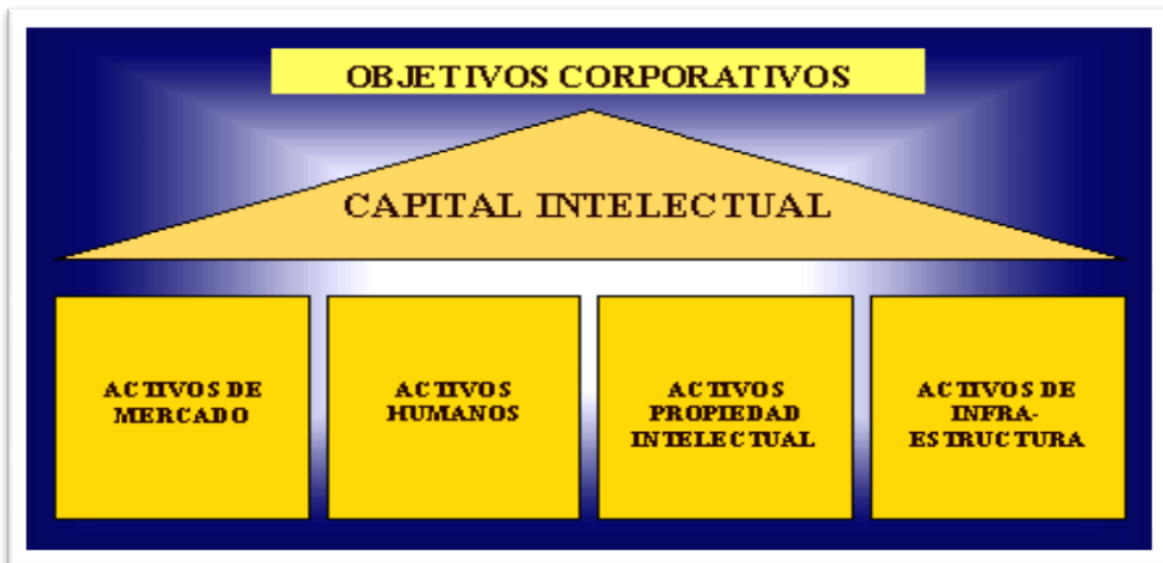 OBJETIVOS CORPORATIVOS
CAPITAL INTELECTUAL
ACTIVOS DE
MERCADO
ACTIVOS
HUMANOS
ACTIVOS
PROPIEDAD
INTELECTUAL
ACTIVOS DE
INFRA-
ESTRUCTURA